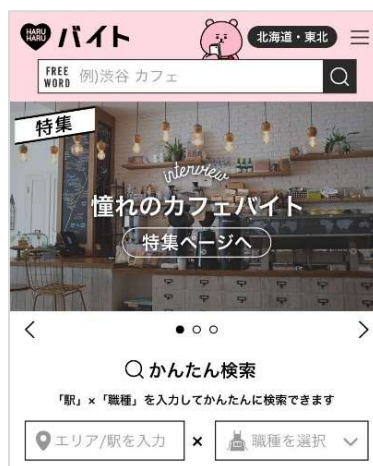 HARU
HARU
バイト
北海道・東北
FREE
WORD
例)渋谷 カフェ
特集
interview
憧れのカフェバイト
特集ページへ
かんたん検索
「駅」×「職種」を入力してかんたんに検索できます
エリア/駅を入力 × 職種を選択